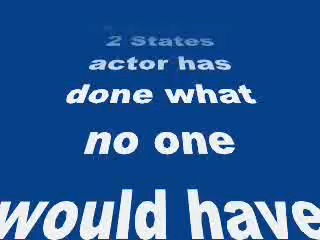 2 States
actor has
done what
no one
would have